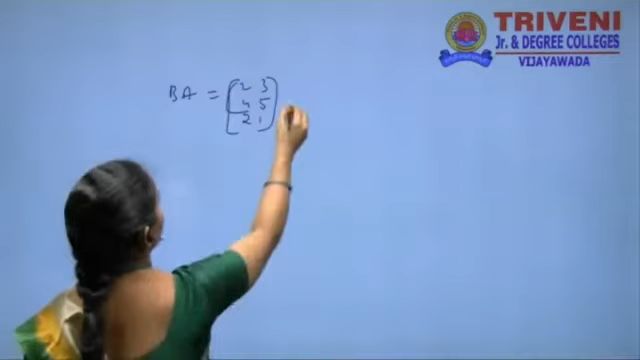 TRIVENI
Jr. & DEGREE COLLEGES
VIJAYAWADA
BA = 2 3
4 5
2 1